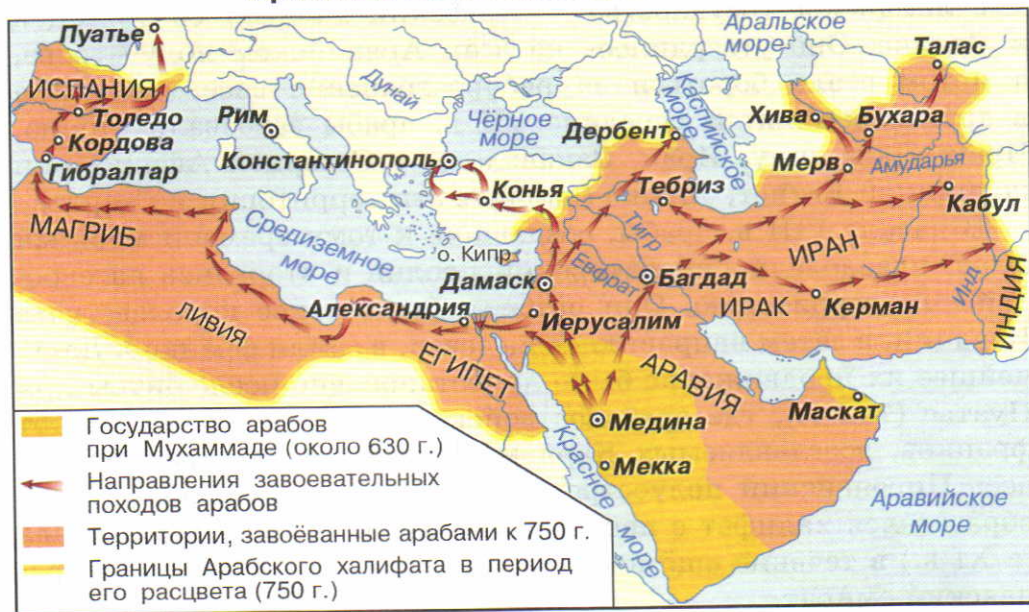 Пуатье
Аральское
море
Талас
ИСПАНИЯ
Толедо
Рим
Дунай
Чёрное
море
Дербент
Каспийское
море
Хива
Бухара
Кордова
Константинополь
Мерв
Амударья
Гибралтар
Конья
Тебриз
Кабул
МАГРИБ
Средиземное
море
о. Кипр
Тигр
Евфрат
ИРАН
Дамаск
Багдад
Инд
ИНДИЯ
ЛИВИЯ
Александрия
Иерусалим
ИРАК
Керман
ЕГИПЕТ
АРАВИЯ
Медина
Маскат
Красное море
Мекка
Аравийское
море
Государство арабов
при Мухаммаде (около 630 г.)
Направления завоевательных
походов арабов
Территории, завоёванные арабами к 750 г.
Границы Арабского халифата в период
его расцвета (750 г.)